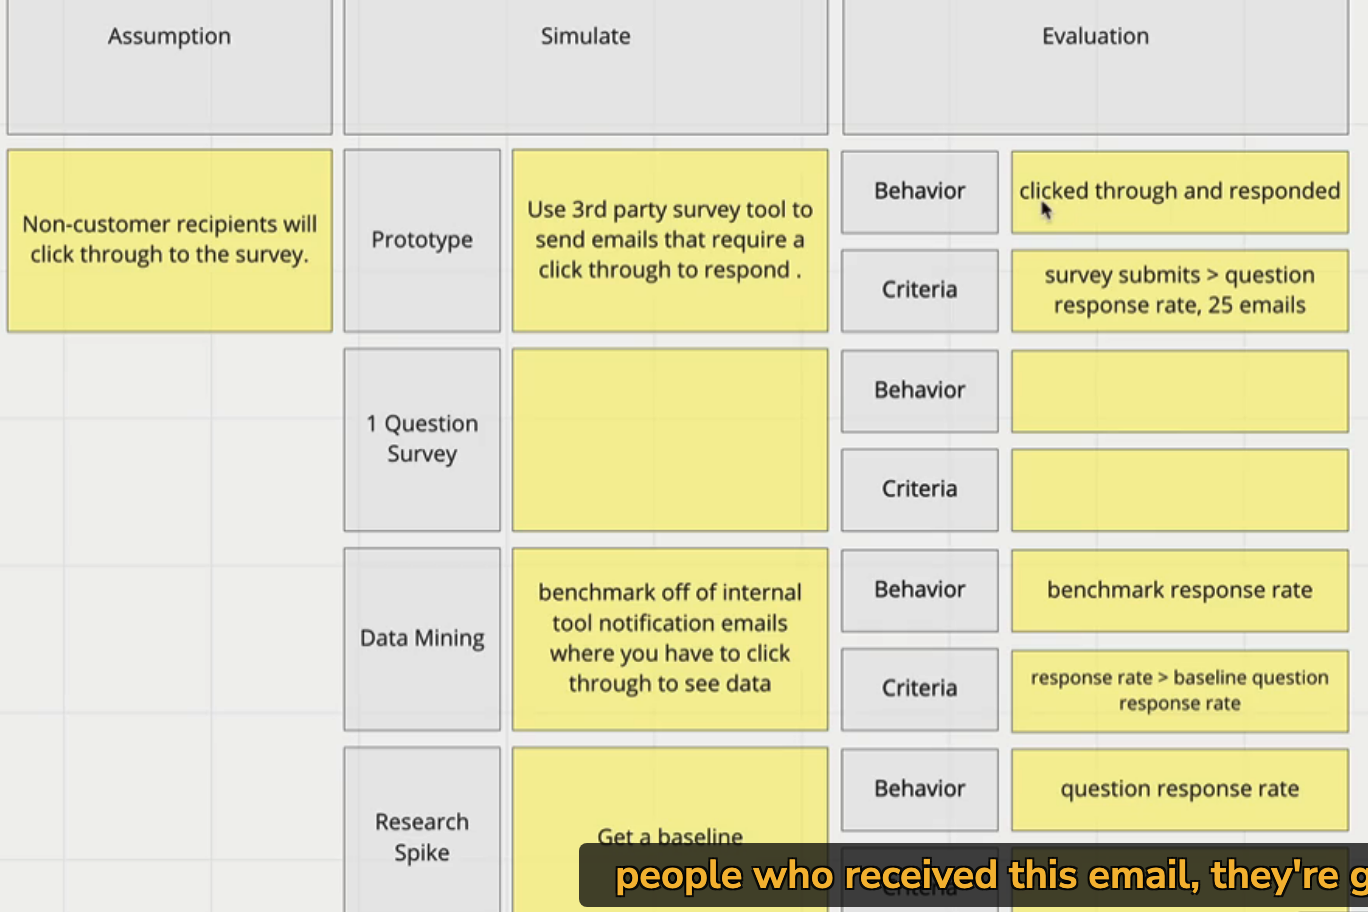 Assumption
Simulate
Evaluation
Non-customer recipients will
click through to the survey.
Prototype
Use 3rd party survey tool to
send emails that require a
click through to respond .
Behavior
clicked through and responded
Criteria
survey submits > question
response rate, 25 emails
1 Question
Survey
Behavior
Criteria
Data Mining
benchmark off of internal
tool notification emails
where you have to click
through to see data
Behavior
benchmark response rate
Criteria
response rate > baseline question
response rate
Research
Spike
Get a baseline
Behavior
question response rate
Criteria
people who received this email, they're g